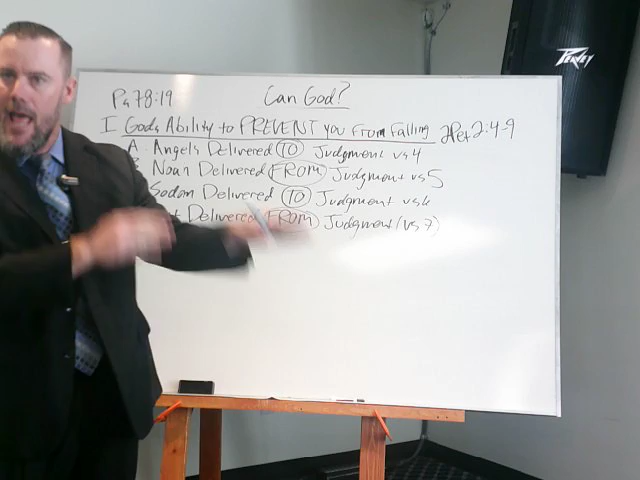 Ps 78:19 Can God?
I God's Ability to PREVENT you From Falling 2Pet 2:4-9
A. Angels Delivered TO Judgment vs 4
Noah Delivered FROM Judgment vs 5
Sodom Delivered TO Judgment vs 6
Delivered FROM Judgment (vs 7)
PEAVEY